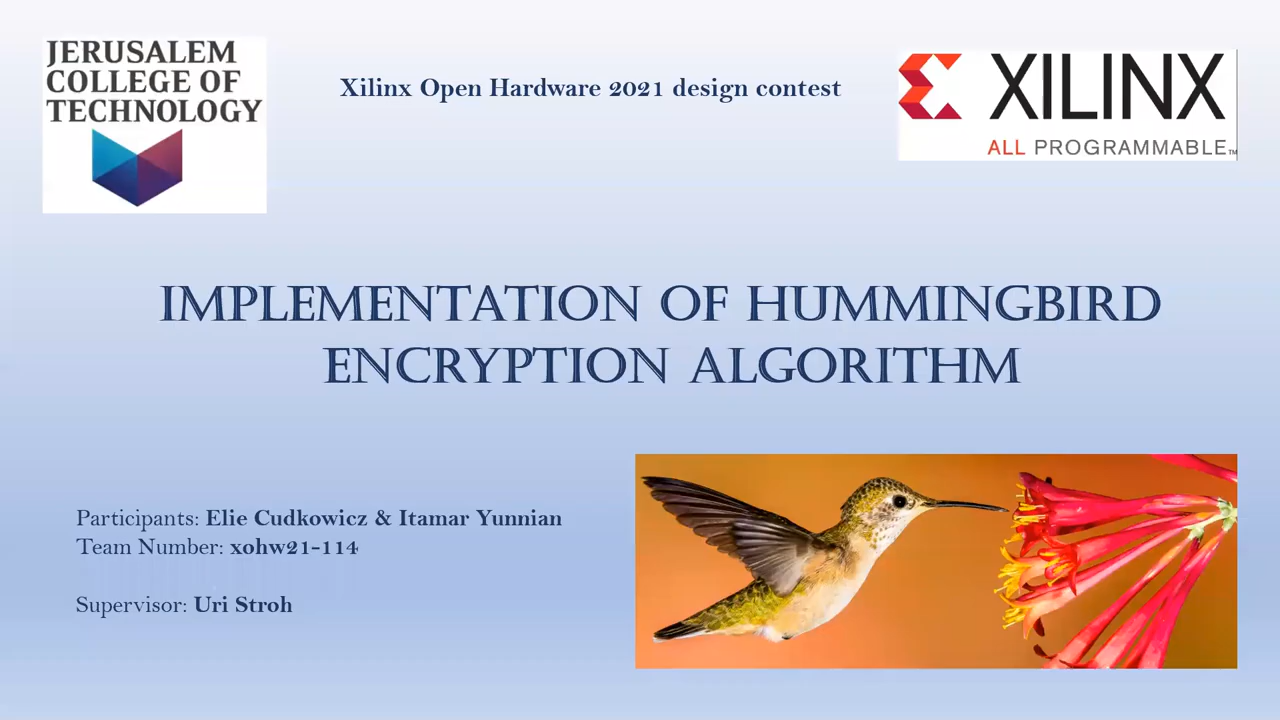 JERUSALEM
COLLEGE OF
TECHNOLOGY
Xilinx Open Hardware 2021 design contest
XILINX
ALL PROGRAMMABLE™
IMPLEMENTATION OF HUMMINGBIRD
ENCRYPTION ALGORITHM
Participants: Elie Cudkowicz & Itamar Yunnian
Team Number: xohw21-114
Supervisor: Uri Stroh